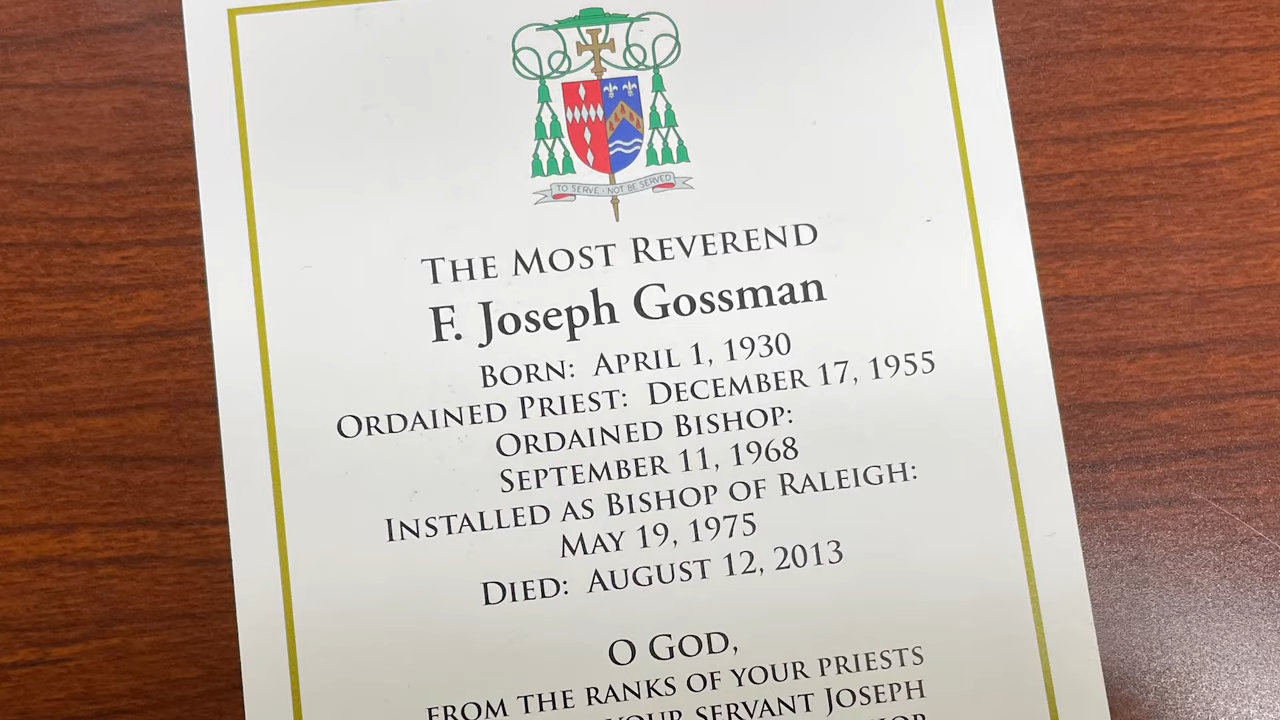 TO SERVE - NOT BE SERVED
THE MOST REVEREND
F. Joseph Gossman
BORN: APRIL 1, 1930
ORDAINED PRIEST: DECEMBER 17, 1955
ORDAINED BISHOP:
SEPTEMBER 11, 1968
INSTALLED AS BISHOP OF RALEIGH:
MAY 19, 1975
DIED: AUGUST 12, 2013
O GOD,
FROM THE RANKS OF YOUR PRIESTS
YOUR SERVANT JOSEPH